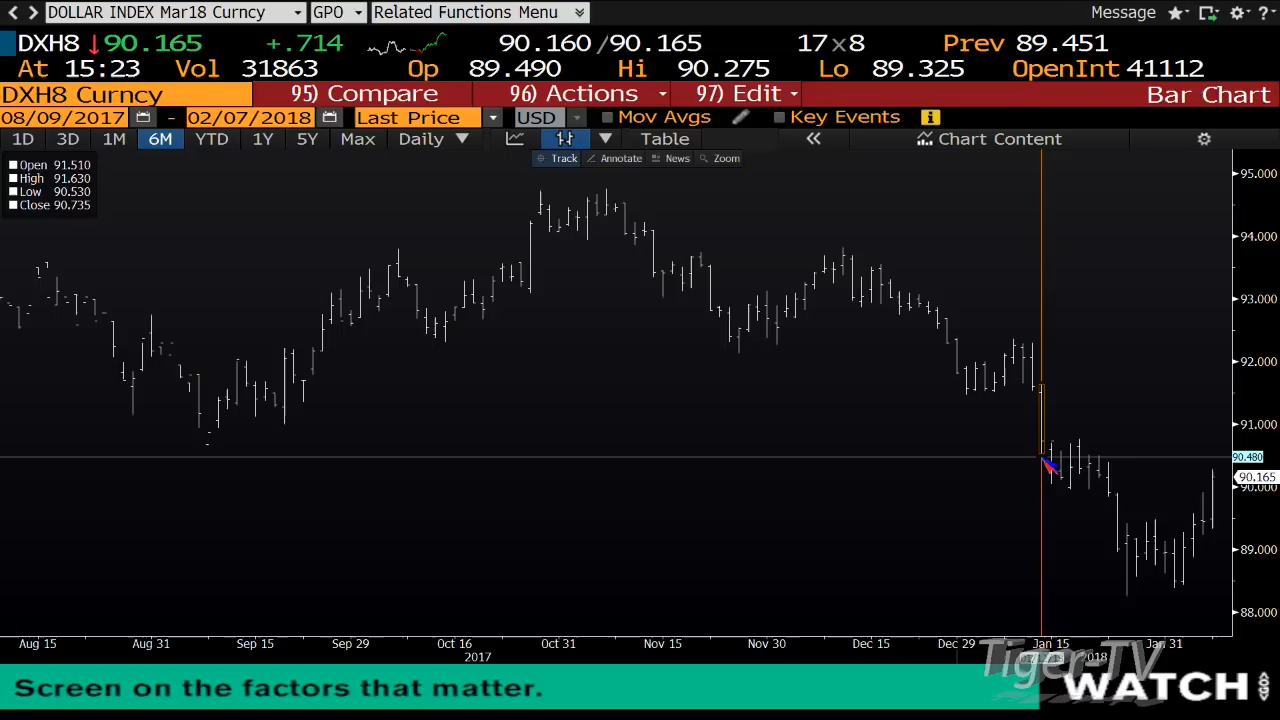 DOLLAR INDEX Mar18 Curncy GPO Related Functions Menu Message
DXH8 90.165 +.714 90.160/90.165 17x8 Prev 89.451
At 15:23 Vol 31863 Op 89.490 Hi 90.275 Lo 89.325 OpenInt 41112
DXH8 Curncy 95) Compare 96) Actions 97) Edit Bar Chart
08/09/2017 - 02/07/2018 Last Price USD Mov Avgs Key Events
1D 3D 1M 6M YTD 1Y 5Y Max Daily Table « Chart Content
Track Annotate News Zoom
Open 91.510
High 91.630
Low 90.530
Close 90.735
95.000
94.000
93.000
92.000
91.000
90.480
90.165
90.000
89.000
88.000
Aug 15 Aug 31 Sep 15 Sep 29 Oct 16 Oct 31 Nov 15 Nov 30 Dec 15 Dec 29 Jan 15 Jan 31
2017 2018
Tiger-TV
Screen on the factors that matter.
WATCH